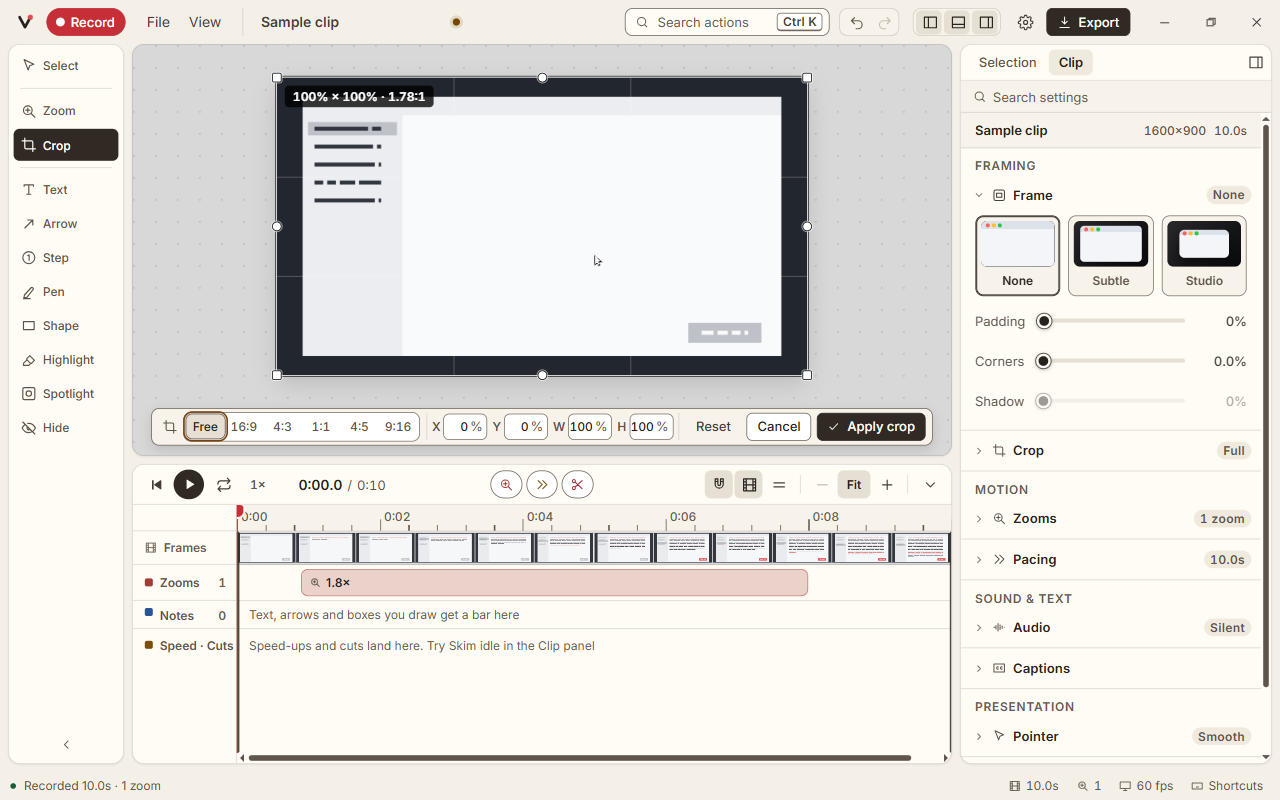 Record File View Sample clip Search actions Ctrl K Export
Select
Zoom
Crop
Text
Arrow
Step
Pen
Shape
Highlight
Spotlight
Hide
100% × 100% · 1.78:1
Free 16:9 4:3 1:1 4:5 9:16 X 0 % Y 0 % W 100 % H 100 % Reset Cancel Apply crop
1× 0:00.0 / 0:10 Fit
0:00 0:02 0:04 0:06 0:08
Frames
Zooms 1 1.8×
Notes 0 Text, arrows and boxes you draw get a bar here
Speed · Cuts Speed-ups and cuts land here. Try Skim idle in the Clip panel
Selection Clip
Search settings
Sample clip 1600×900 10.0s
FRAMING
Frame None
None Subtle Studio
Padding 0%
Corners 0.0%
Shadow 0%
Crop Full
MOTION
Zooms 1 zoom
Pacing 10.0s
SOUND & TEXT
Audio Silent
Captions
PRESENTATION
Pointer Smooth
Recorded 10.0s · 1 zoom 10.0s 1 60 fps Shortcuts